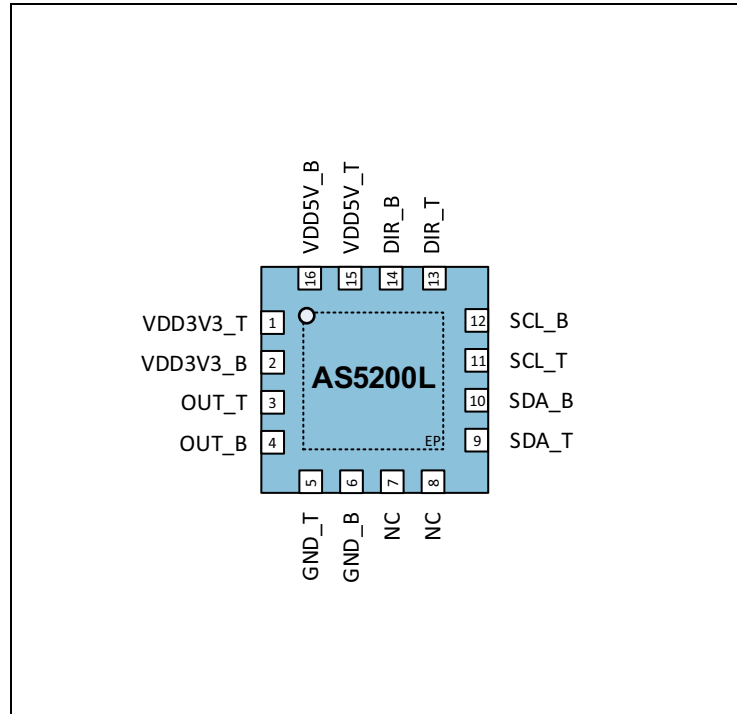 VDD5V_B
VDD5V_T
DIR_B
DIR_T
16
15
14
13
VDD3V3_T 1
VDD3V3_B 2
OUT_T 3
OUT_B 4
AS5200L
EP
12 SCL_B
11 SCL_T
10 SDA_B
9 SDA_T
5
6
7
8
GND_T
GND_B
NC
NC